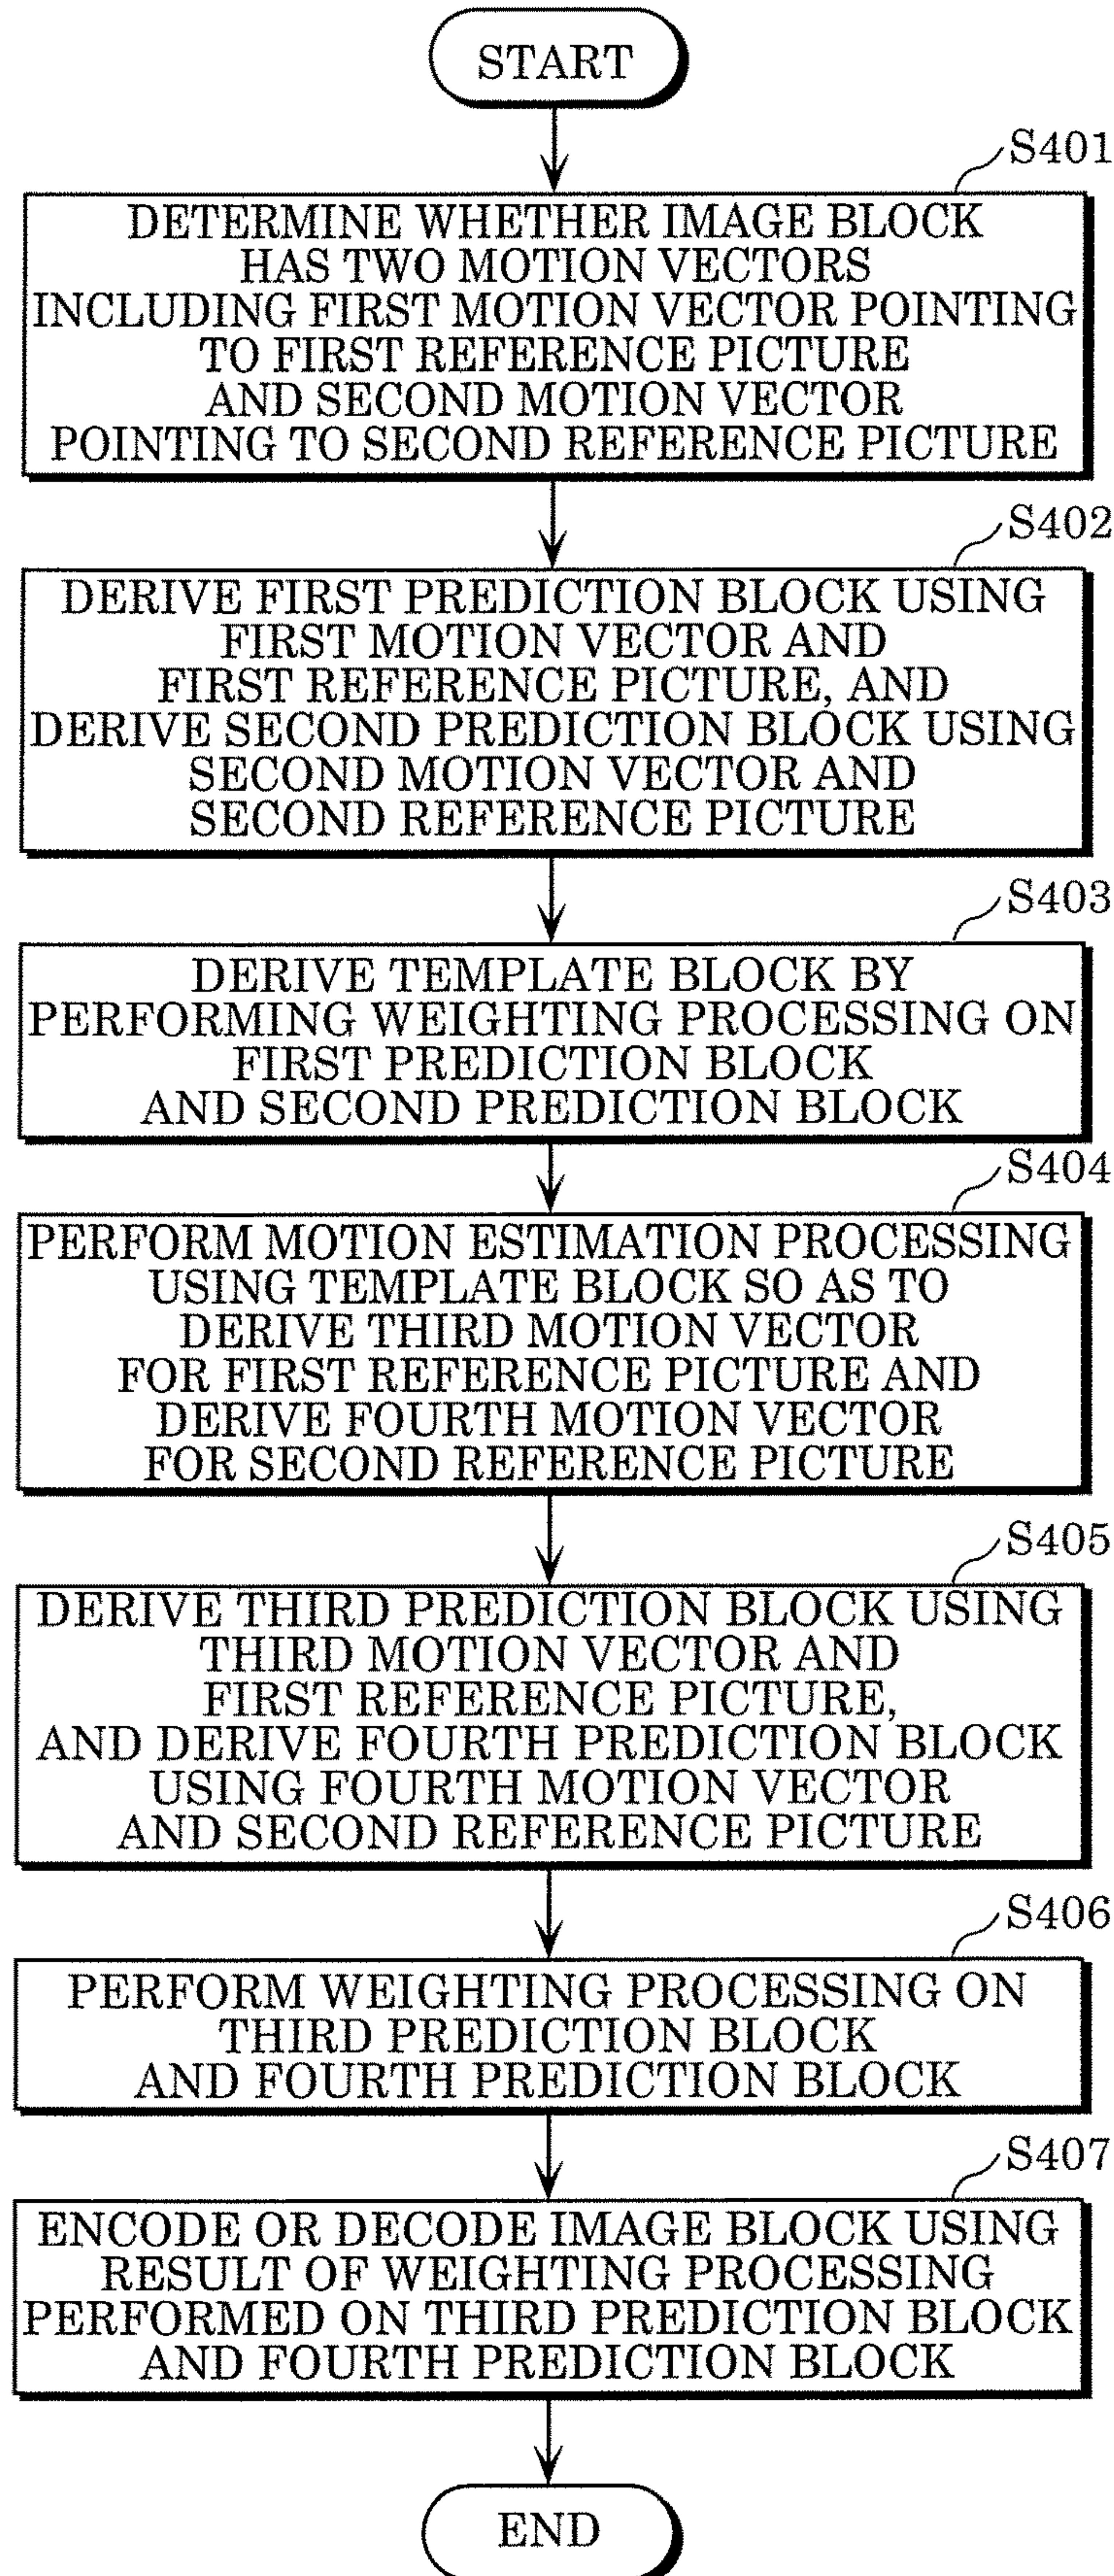 START
S401
DETERMINE WHETHER IMAGE BLOCK
HAS TWO MOTION VECTORS
INCLUDING FIRST MOTION VECTOR POINTING
TO FIRST REFERENCE PICTURE
AND SECOND MOTION VECTOR
POINTING TO SECOND REFERENCE PICTURE
S402
DERIVE FIRST PREDICTION BLOCK USING
FIRST MOTION VECTOR AND
FIRST REFERENCE PICTURE, AND
DERIVE SECOND PREDICTION BLOCK USING
SECOND MOTION VECTOR AND
SECOND REFERENCE PICTURE
S403
DERIVE TEMPLATE BLOCK BY
PERFORMING WEIGHTING PROCESSING ON
FIRST PREDICTION BLOCK
AND SECOND PREDICTION BLOCK
S404
PERFORM MOTION ESTIMATION PROCESSING
USING TEMPLATE BLOCK SO AS TO
DERIVE THIRD MOTION VECTOR
FOR FIRST REFERENCE PICTURE AND
DERIVE FOURTH MOTION VECTOR
FOR SECOND REFERENCE PICTURE
S405
DERIVE THIRD PREDICTION BLOCK USING
THIRD MOTION VECTOR AND
FIRST REFERENCE PICTURE,
AND DERIVE FOURTH PREDICTION BLOCK
USING FOURTH MOTION VECTOR
AND SECOND REFERENCE PICTURE
S406
PERFORM WEIGHTING PROCESSING ON
THIRD PREDICTION BLOCK
AND FOURTH PREDICTION BLOCK
S407
ENCODE OR DECODE IMAGE BLOCK USING
RESULT OF WEIGHTING PROCESSING
PERFORMED ON THIRD PREDICTION BLOCK
AND FOURTH PREDICTION BLOCK
END